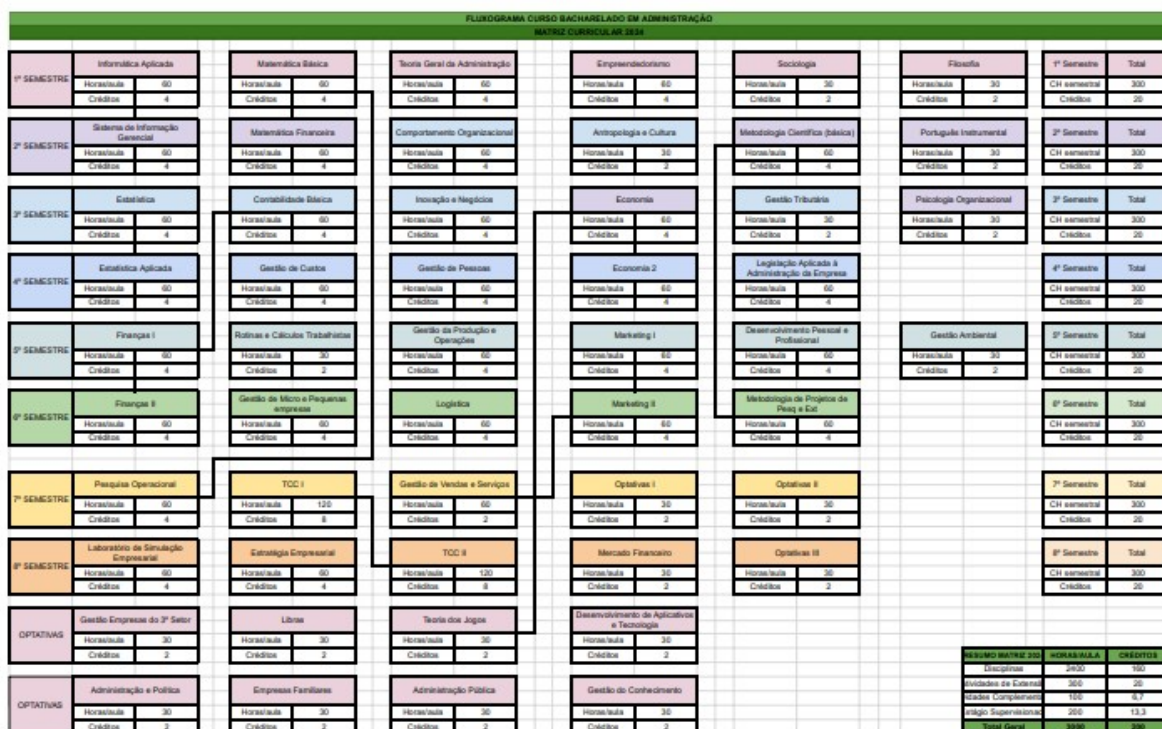 FLUXOGRAMA CURSO BACHARELADO EM ADMINISTRAÇÃO
MATRIZ CURRICULAR 2024
1º SEMESTRE
Informática Aplicada
Horas/aula 60
Créditos 4
Matemática Básica
Horas/aula 60
Créditos 4
Teoria Geral da Administração
Horas/aula 60
Créditos 4
Empreendedorismo
Horas/aula 60
Créditos 4
Sociologia
Horas/aula 30
Créditos 2
Filosofia
Horas/aula 30
Créditos 2
1º Semestre Total
CH semestral 300
Créditos 20
2º SEMESTRE
Sistema de Informação
Gerencial
Horas/aula 60
Créditos 4
Matemática Financeira
Horas/aula 60
Créditos 4
Comportamento Organizacional
Horas/aula 60
Créditos 4
Antropologia e Cultura
Horas/aula 30
Créditos 2
Metodologia Científica (básica)
Horas/aula 60
Créditos 4
Português Instrumental
Horas/aula 30
Créditos 2
2º Semestre Total
CH semestral 300
Créditos 20
3º SEMESTRE
Estatística
Horas/aula 60
Créditos 4
Contabilidade Básica
Horas/aula 60
Créditos 4
Inovação e Negócios
Horas/aula 60
Créditos 4
Economia
Horas/aula 60
Créditos 4
Gestão Tributária
Horas/aula 30
Créditos 2
Psicologia Organizacional
Horas/aula 30
Créditos 2
3º Semestre Total
CH semestral 300
Créditos 20
4º SEMESTRE
Estatística Aplicada
Horas/aula 60
Créditos 4
Gestão de Custos
Horas/aula 60
Créditos 4
Gestão de Pessoas
Horas/aula 60
Créditos 4
Economia 2
Horas/aula 60
Créditos 4
Legislação Aplicada à
Administração da Empresa
Horas/aula 60
Créditos 4
4º Semestre Total
CH semestral 300
Créditos 20
5º SEMESTRE
Finanças I
Horas/aula 60
Créditos 4
Rotinas e Cálculos Trabalhistas
Horas/aula 30
Créditos 2
Gestão da Produção e
Operações
Horas/aula 60
Créditos 4
Marketing I
Horas/aula 60
Créditos 4
Desenvolvimento Pessoal e
Profissional
Horas/aula 60
Créditos 4
Gestão Ambiental
Horas/aula 30
Créditos 2
5º Semestre Total
CH semestral 300
Créditos 20
6º SEMESTRE
Finanças II
Horas/aula 60
Créditos 4
Gestão de Micro e Pequenas
empresas
Horas/aula 60
Créditos 4
Logística
Horas/aula 60
Créditos 4
Marketing II
Horas/aula 60
Créditos 4
Metodologia de Projetos de
Pesq e Ext
Horas/aula 60
Créditos 4
6º Semestre Total
CH semestral 300
Créditos 20
7º SEMESTRE
Pesquisa Operacional
Horas/aula 60
Créditos 4
TCC I
Horas/aula 120
Créditos 8
Gestão de Vendas e Serviços
Horas/aula 60
Créditos 2
Optativas I
Horas/aula 30
Créditos 2
Optativas II
Horas/aula 30
Créditos 2
7º Semestre Total
CH semestral 300
Créditos 20
8º SEMESTRE
Laboratório de Simulação
Empresarial
Horas/aula 60
Créditos 4
Estratégia Empresarial
Horas/aula 60
Créditos 4
TCC II
Horas/aula 120
Créditos 8
Mercado Financeiro
Horas/aula 30
Créditos 2
Optativas III
Horas/aula 30
Créditos 2
8º Semestre Total
CH semestral 300
Créditos 20
OPTATIVAS
Gestão Empresas do 3º Setor
Horas/aula 30
Créditos 2
Libras
Horas/aula 30
Créditos 2
Teoria dos Jogos
Horas/aula 30
Créditos 2
Desenvolvimento de Aplicativos
e Tecnologia
Horas/aula 30
Créditos 2
OPTATIVAS
Administração e Política
Horas/aula 30
Créditos 2
Empresas Familiares
Horas/aula 30
Créditos 2
Administração Pública
Horas/aula 30
Créditos 2
Gestão do Conhecimento
Horas/aula 30
Créditos 2
RESUMO MATRIZ 202 HORAS/AULA CRÉDITOS
Disciplinas 2400 160
tividades de Extensã 300 20
idades Complement 100 6,7
stágio Supervisionad 200 13,3
Total Geral 3000 200